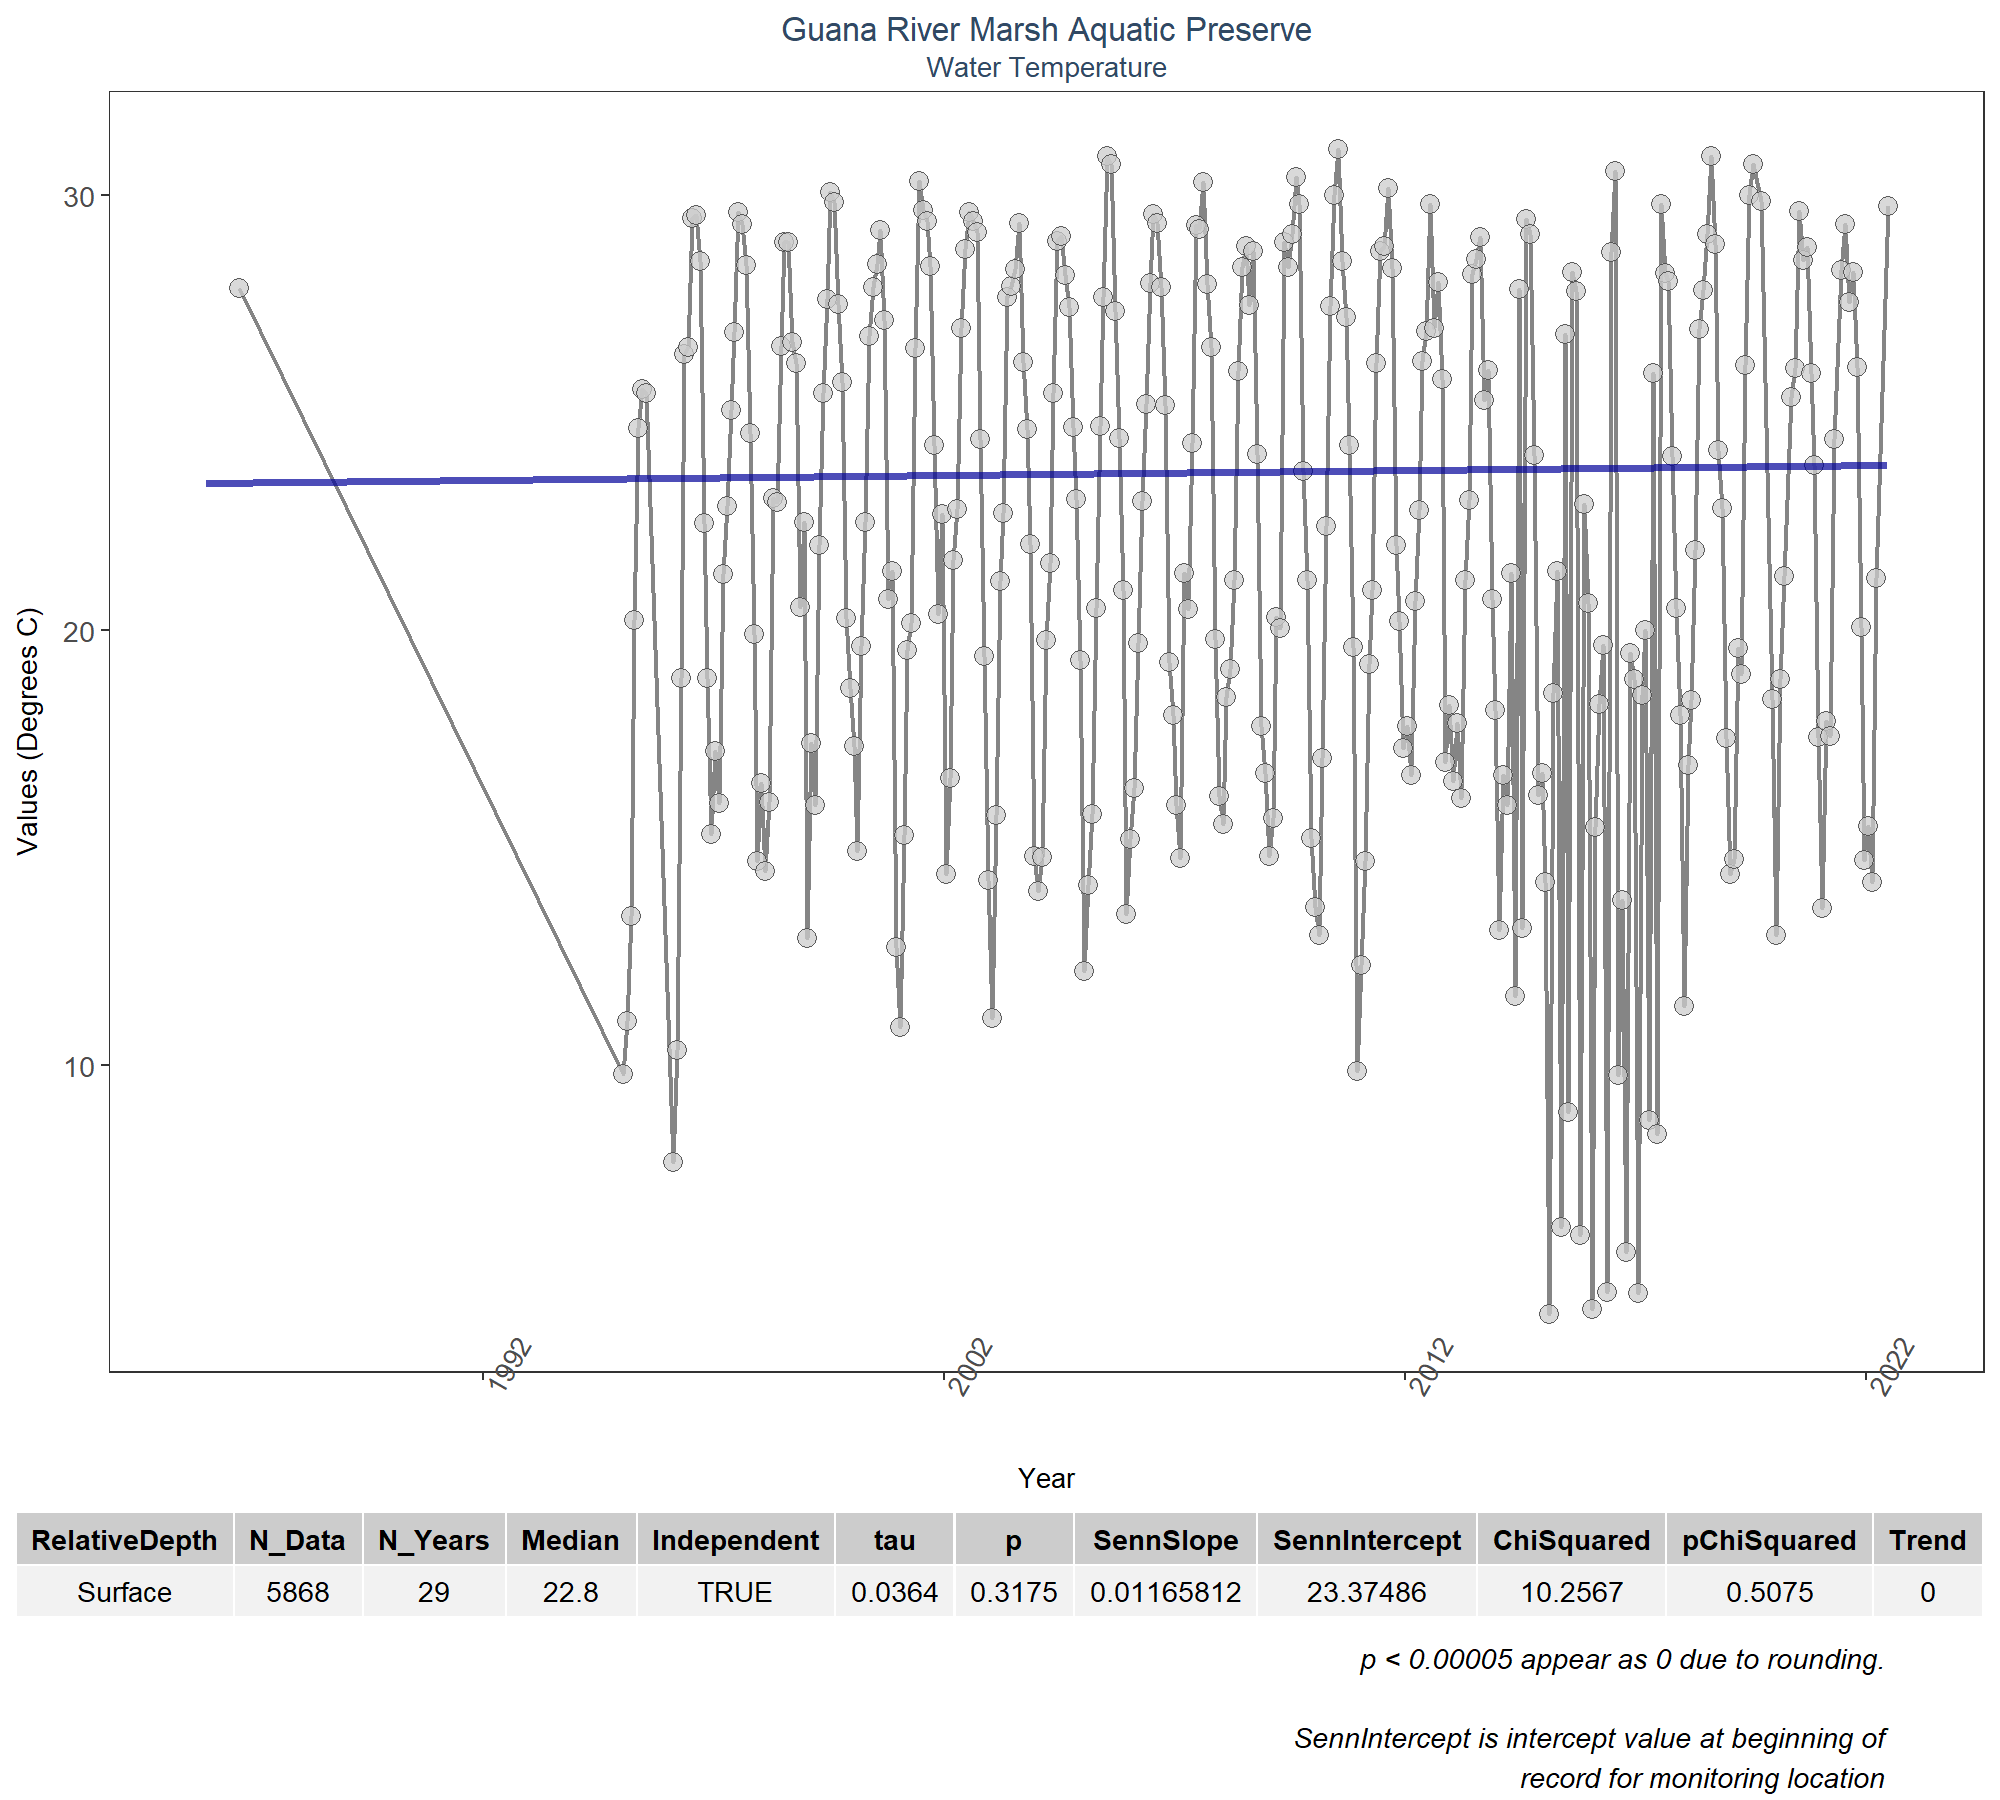 Guana River Marsh Aquatic Preserve
Water Temperature
Values (Degrees C)
30
20
10
1992
2002
2012
2022
Year
RelativeDepth N_Data N_Years Median Independent tau p SennSlope SennIntercept ChiSquared pChiSquared Trend
Surface 5868 29 22.8 TRUE 0.0364 0.3175 0.01165812 23.37486 10.2567 0.5075 0
p < 0.00005 appear as 0 due to rounding.
SennIntercept is intercept value at beginning of
record for monitoring location